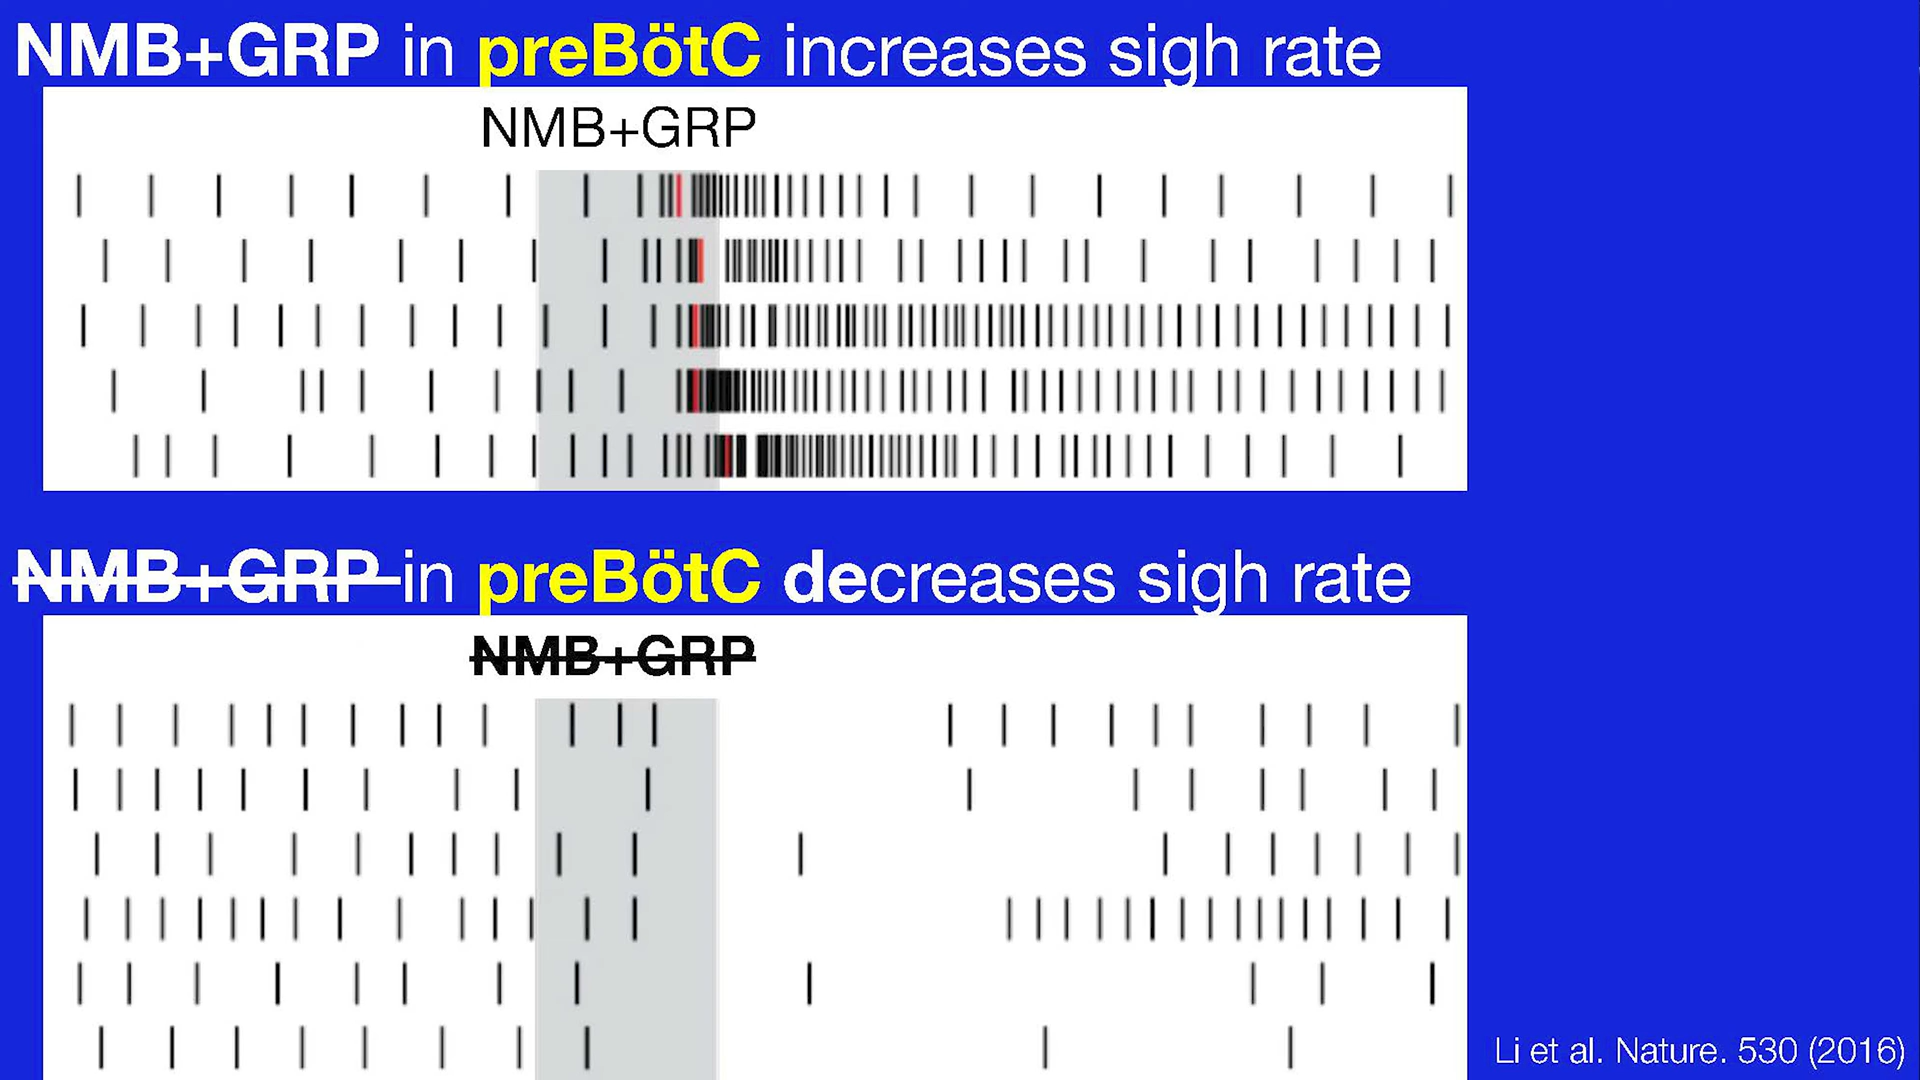 NMB+GRP in preBötC increases sigh rate
NMB+GRP
NMB+GRP in preBötC decreases sigh rate
NMB+GRP
Li et al. Nature. 530 (2016)